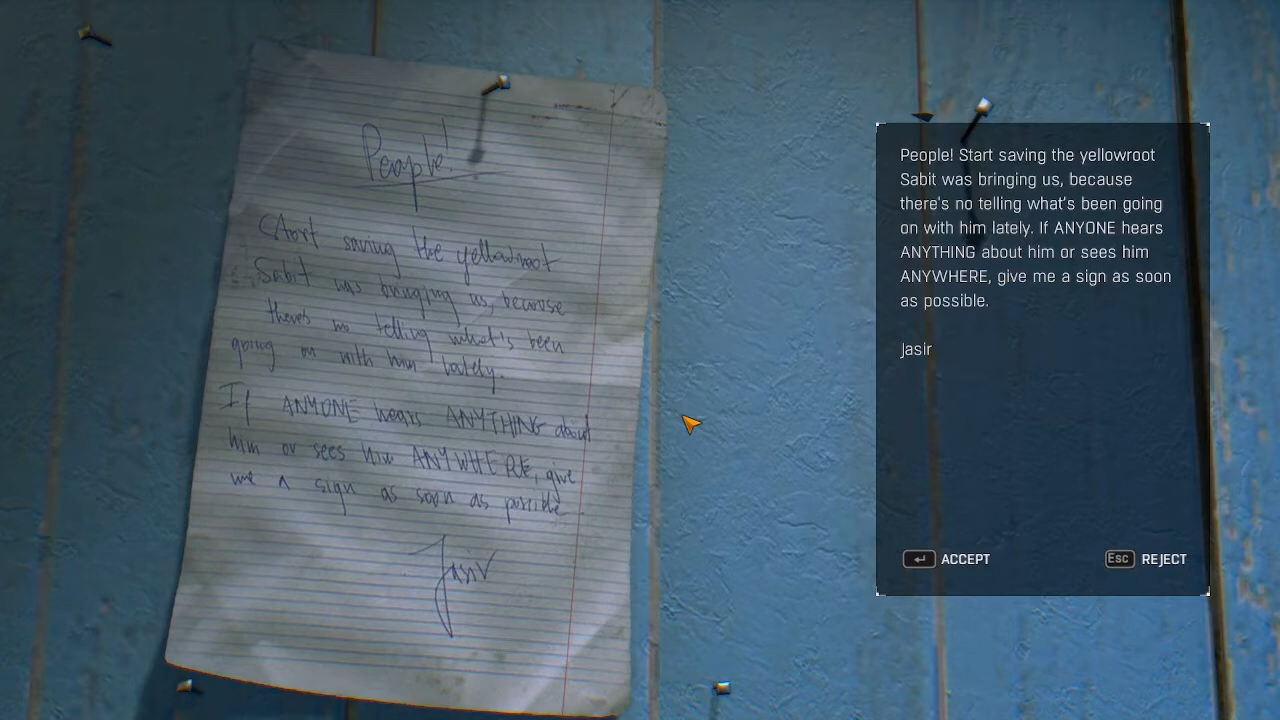 People!
Start saving the yellowroot
Sabit was bringing us, because
there's no telling what's been
going on with him lately.
If ANYONE hears ANYTHING about
him or sees him ANYWHERE, give
me a sign as soon as possible
Jasir
People! Start saving the yellowroot
Sabit was bringing us, because
there's no telling what's been going
on with him lately. If ANYONE hears
ANYTHING about him or sees him
ANYWHERE, give me a sign as soon
as possible.
Jasir
ACCEPT
Esc REJECT